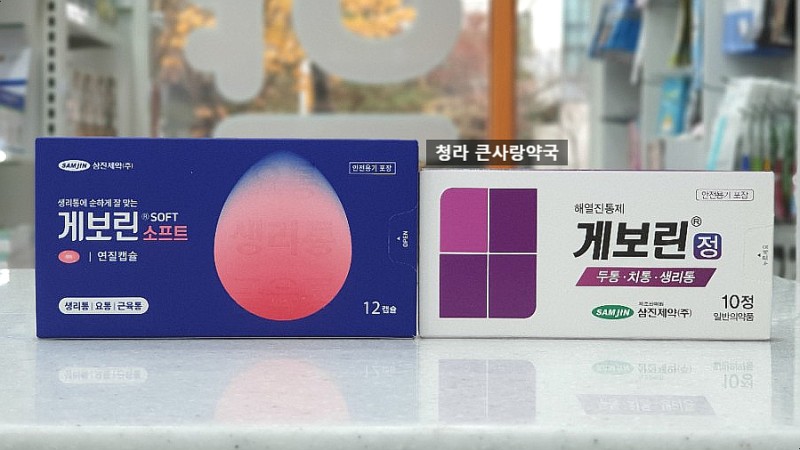 청라 큰사랑약국
SAMJIN 삼진제약(주)
안전용기 포장
생리통에 순하게 잘 맞는
게보린® SOFT
소프트
연질캡슐
생리통 | 요통 | 근육통
12캡슐
OPEN
안전용기 포장
해열진통제
게보린® 정
두통·치통·생리통
SAMJIN 삼진제약(주)
10정
일반의약품